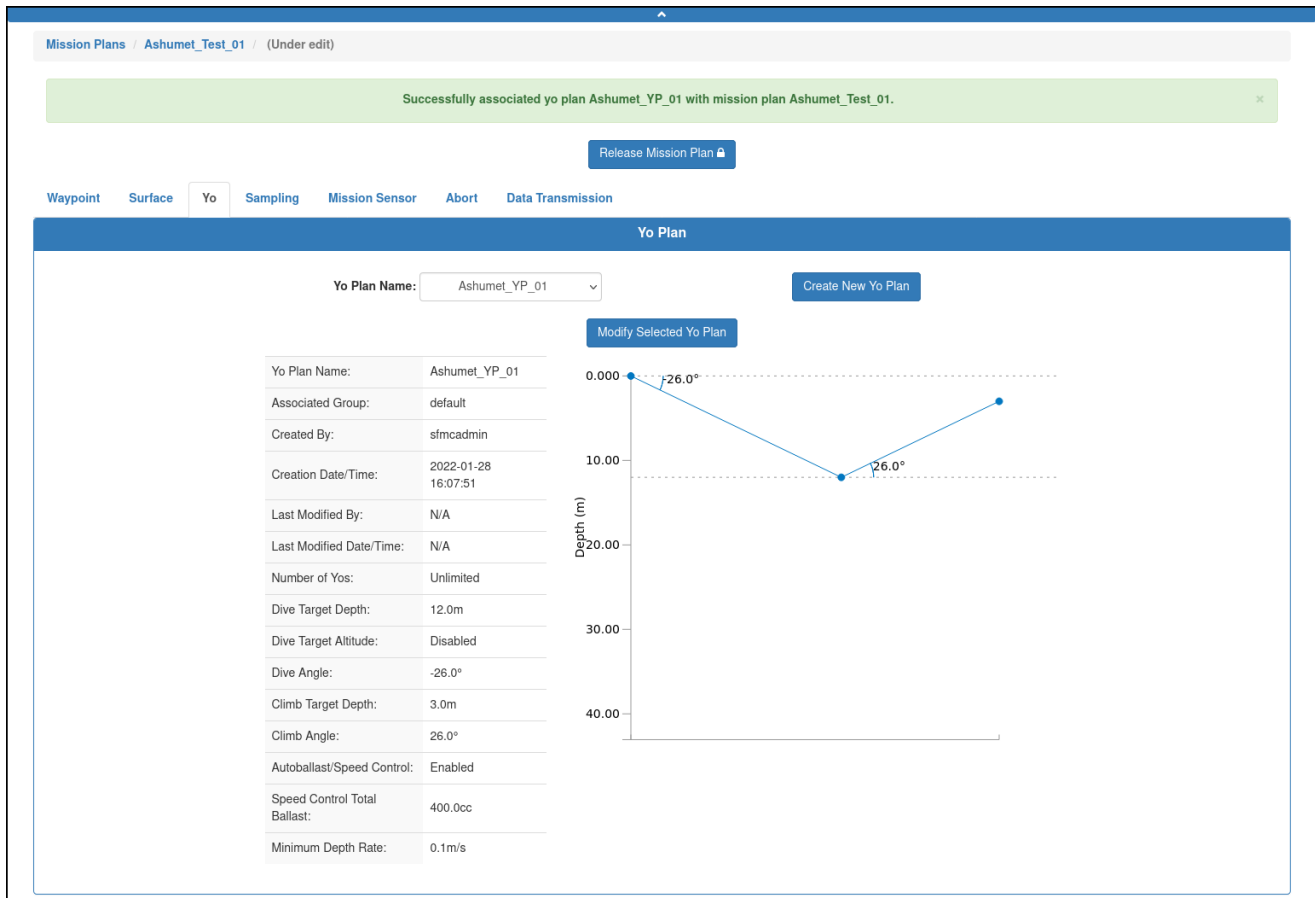 Mission Plans / Ashumet_Test_01 / (Under edit)
Successfully associated yo plan Ashumet_YP_01 with mission plan Ashumet_Test_01.
×
Release Mission Plan
Waypoint Surface Yo Sampling Mission Sensor Abort Data Transmission
Yo Plan
Yo Plan Name: Ashumet_YP_01
Create New Yo Plan
Modify Selected Yo Plan
Yo Plan Name: Ashumet_YP_01
Associated Group: default
Created By: sfmcadmin
Creation Date/Time: 2022-01-28
16:07:51
Last Modified By: N/A
Last Modified Date/Time: N/A
Number of Yos: Unlimited
Dive Target Depth: 12.0m
Dive Target Altitude: Disabled
Dive Angle: -26.0º
Climb Target Depth: 3.0m
Climb Angle: 26.0º
Autoballast/Speed Control: Enabled
Speed Control Total
Ballast: 400.0cc
Minimum Depth Rate: 0.1m/s
0.000
-26.0°
10.00
26.0°
Depth (m)
20.00
30.00
40.00